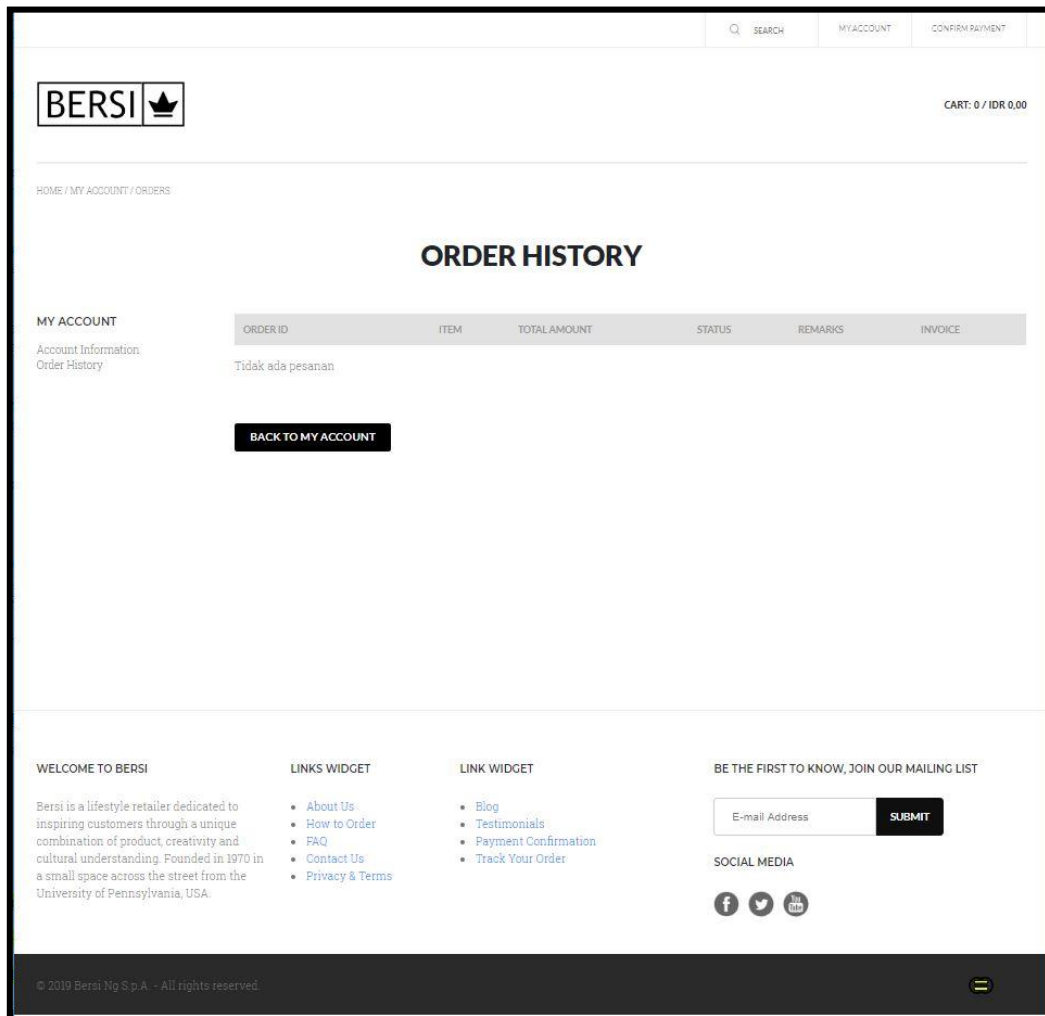 SEARCH MY ACCOUNT CONFIRM PAYMENT
BERSI
CART: 0 / IDR 0,00
HOME / MY ACCOUNT / ORDERS
ORDER HISTORY
MY ACCOUNT
Account Information
Order History
ORDER ID ITEM TOTAL AMOUNT STATUS REMARKS INVOICE
Tidak ada pesanan
BACK TO MY ACCOUNT
WELCOME TO BERSI
Bersi is a lifestyle retailer dedicated to
inspiring customers through a unique
combination of product, creativity and
cultural understanding. Founded in 1970 in
a small space across the street from the
University of Pennsylvania, USA.
LINKS WIDGET
About Us
How to Order
FAQ
Contact Us
Privacy & Terms
LINK WIDGET
Blog
Testimonials
Payment Confirmation
Track Your Order
BE THE FIRST TO KNOW, JOIN OUR MAILING LIST
E-mail Address SUBMIT
SOCIAL MEDIA
You Tube
© 2019 Bersi Ng S.p.A. - All rights reserved.